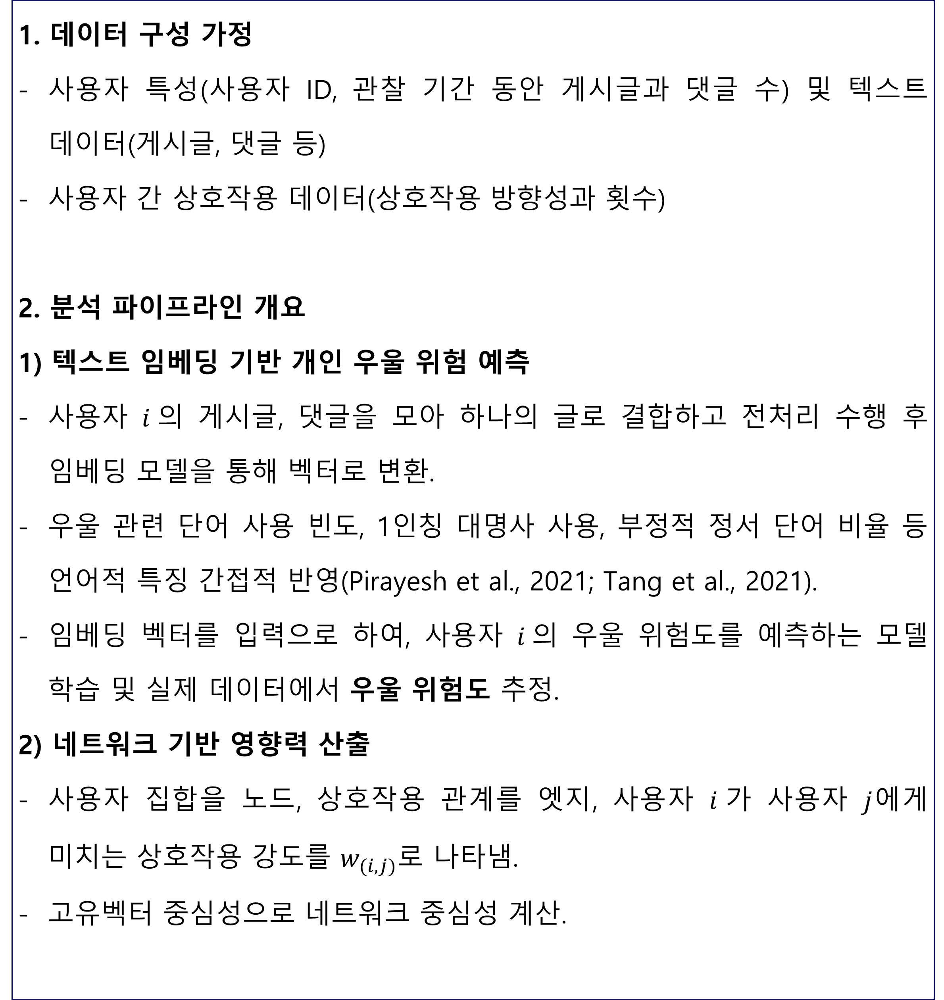 1. 데이터 구성 가정
- 사용자 특성(사용자 ID, 관찰 기간 동안 게시글과 댓글 수) 및 텍스트
데이터(게시글, 댓글 등)
- 사용자 간 상호작용 데이터(상호작용 방향성과 횟수)
2. 분석 파이프라인 개요
1) 텍스트 임베딩 기반 개인 우울 위험 예측
- 사용자 i의 게시글, 댓글을 모아 하나의 글로 결합하고 전처리 수행 후
임베딩 모델을 통해 벡터로 변환.
- 우울 관련 단어 사용 빈도, 1인칭 대명사 사용, 부정적 정서 단어 비율 등
언어적 특징 간접적 반영(Pirayesh et al., 2021; Tang et al., 2021).
- 임베딩 벡터를 입력으로 하여, 사용자 i의 우울 위험도를 예측하는 모델
학습 및 실제 데이터에서 우울 위험도 추정.
2) 네트워크 기반 영향력 산출
- 사용자 집합을 노드, 상호작용 관계를 엣지, 사용자 i가 사용자 j에게
미치는 상호작용 강도를 w(i,j)로 나타냄.
- 고유벡터 중심성으로 네트워크 중심성 계산.